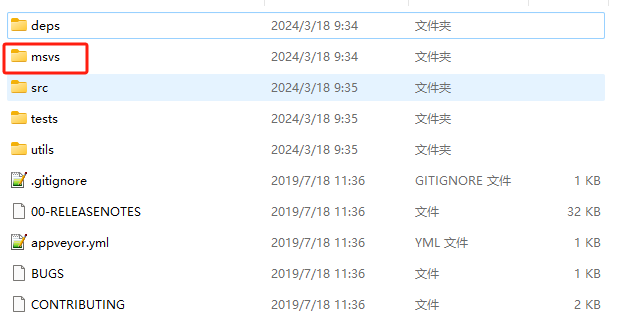 deps 2024/3/18 9:34 文件夹
msvs 2024/3/18 9:34 文件夹
src 2024/3/18 9:35 文件夹
tests 2024/3/18 9:35 文件夹
utils 2024/3/18 9:35 文件夹
.gitignore 2019/7/18 11:36 GITIGNORE 文件 1 KB
00-RELEASENOTES 2019/7/18 11:36 文件 32 KB
appveyor.yml 2019/7/18 11:36 YML 文件 1 KB
BUGS 2019/7/18 11:36 文件 1 KB
CONTRIBUTING 2019/7/18 11:36 文件 2 KB